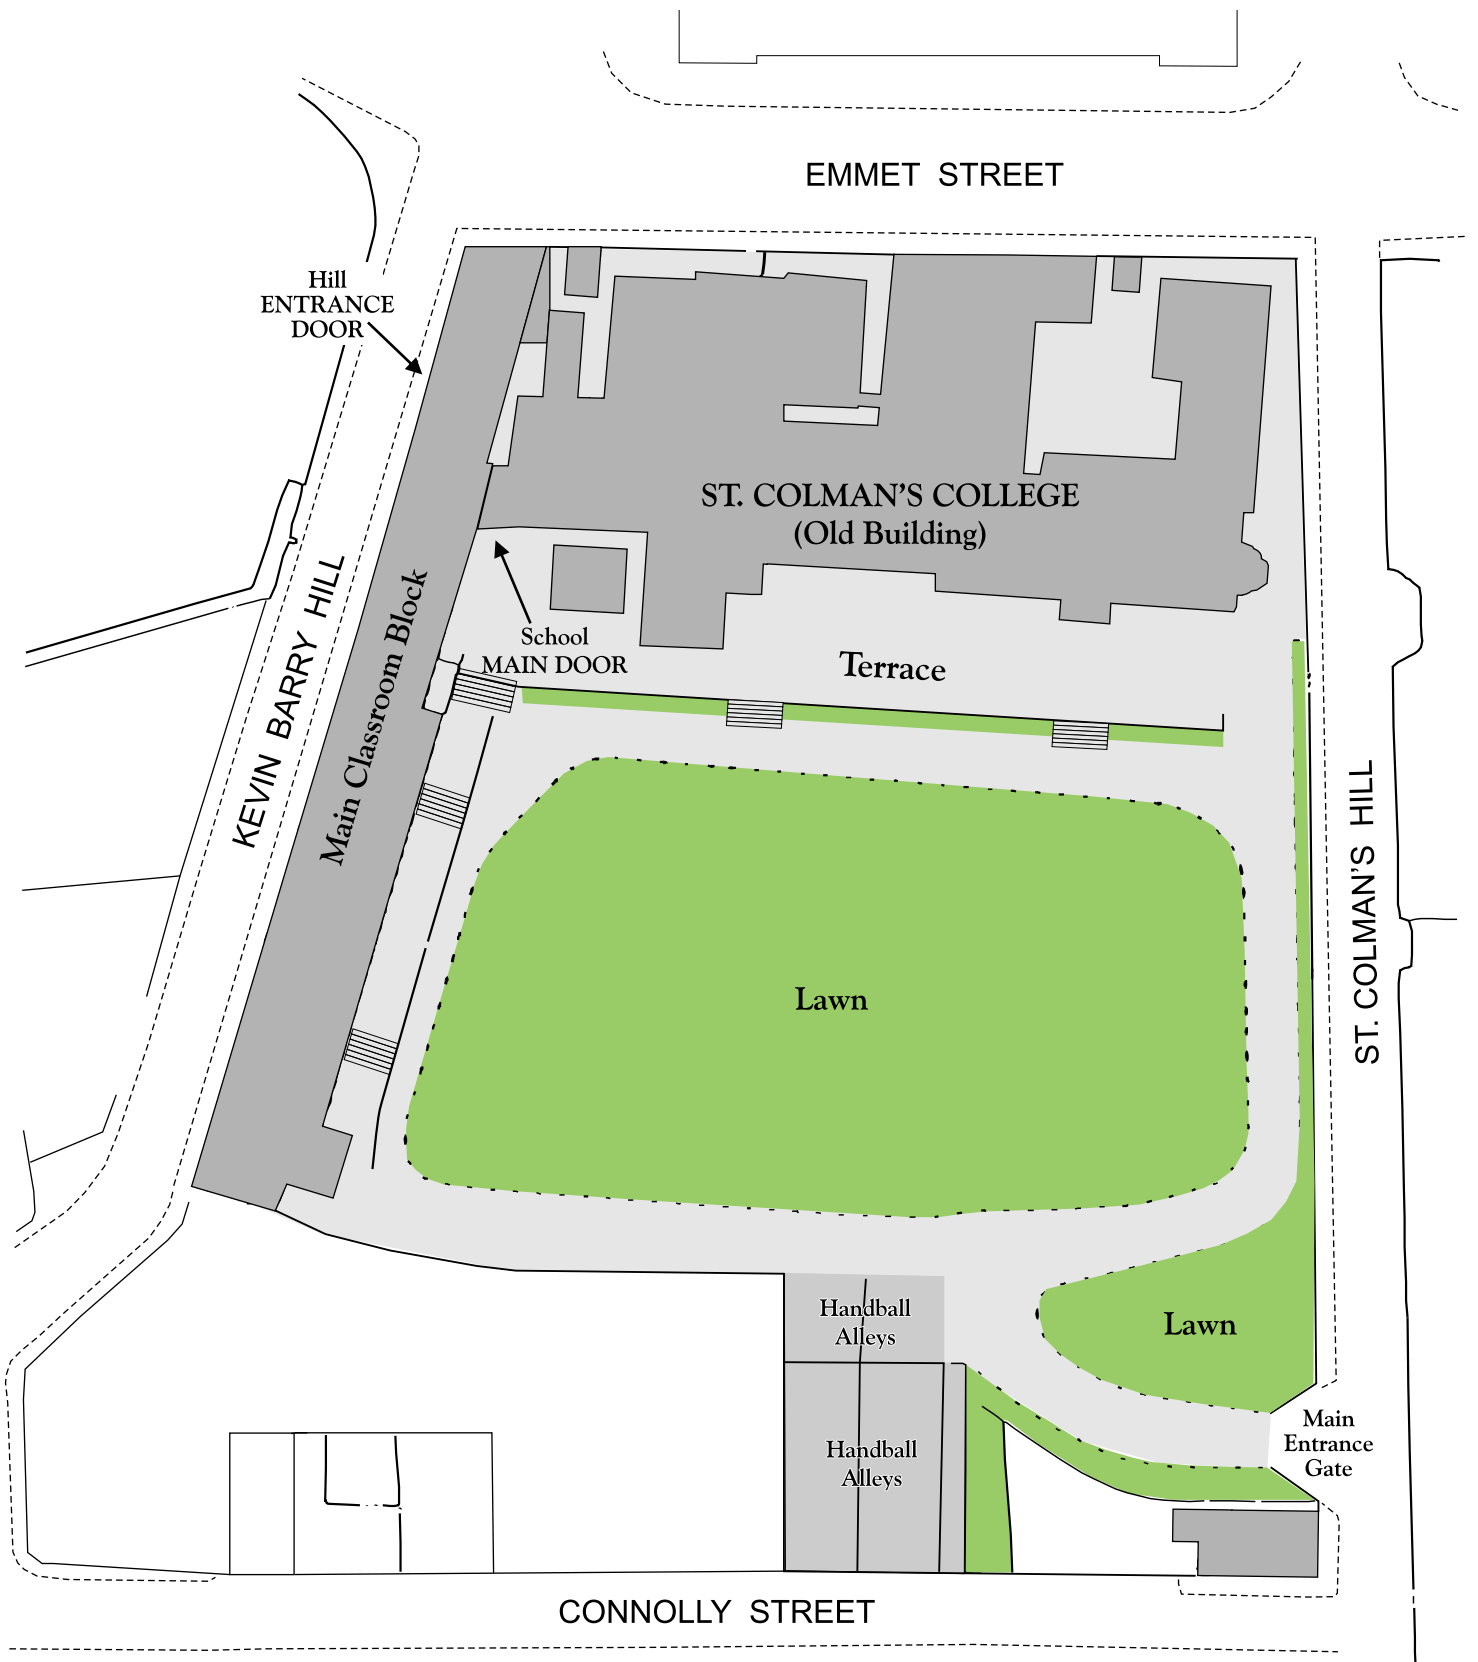 EMMET STREET
Hill
ENTRANCE
DOOR
ST. COLMAN'S COLLEGE
(Old Building)
KEVIN BARRY HILL
Main Classroom Block
School
MAIN DOOR
Terrace
ST. COLMAN'S HILL
Lawn
Handball
Alleys
Lawn
Main
Entrance
Gate
Handball
Alleys
CONNOLLY STREET